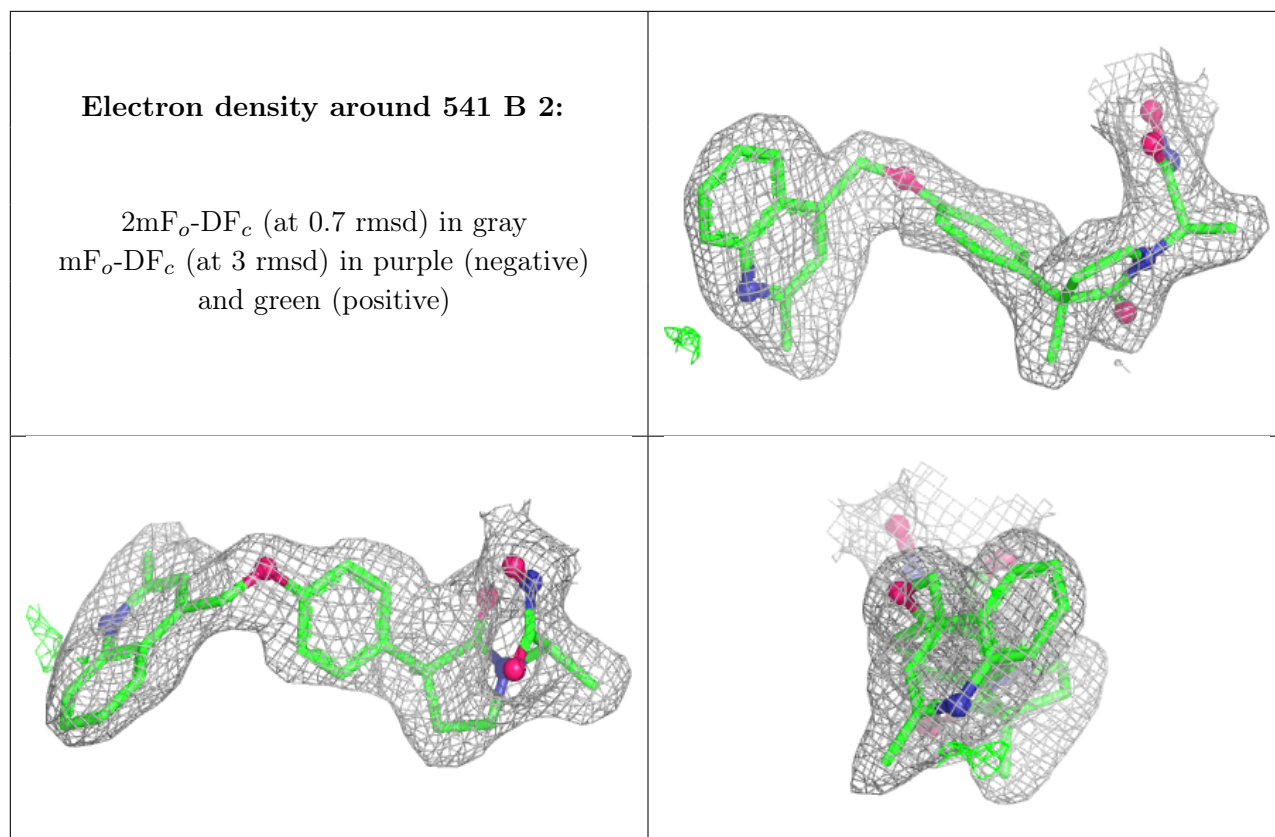 Electron density around 541 B 2:
2mFo-DFc (at 0.7 rmsd) in gray
mFo-DFc (at 3 rmsd) in purple (negative)
and green (positive)